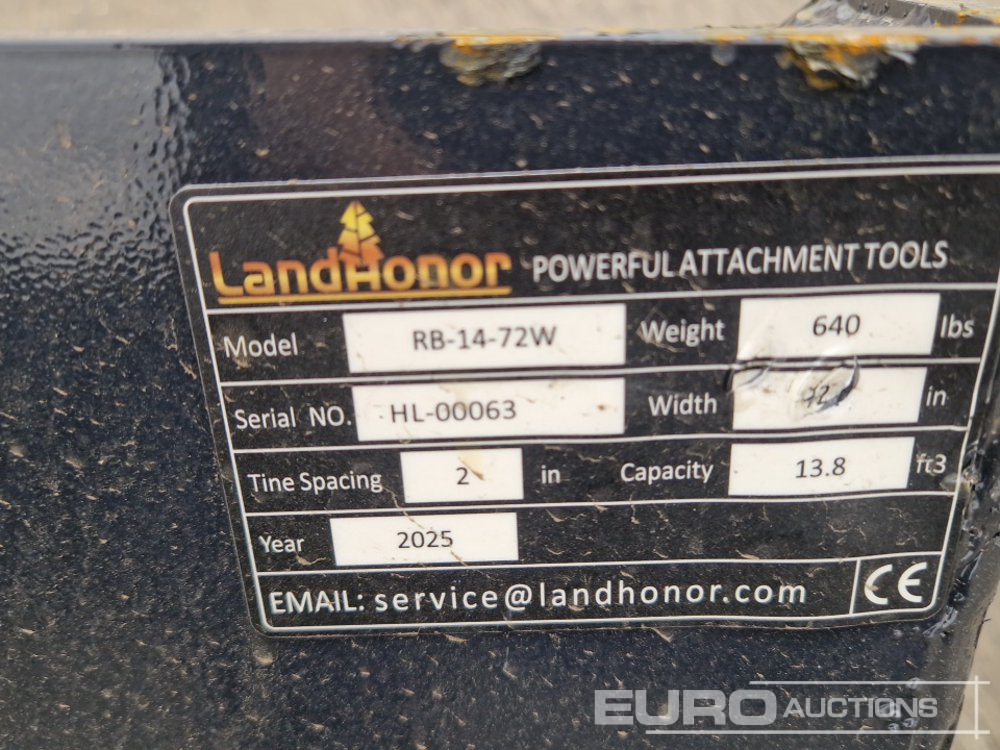 LandHonor POWERFUL ATTACHMENT TOOLS
Model RB-14-72W Weight 640 lbs
Serial NO. HL-00063 Width 72 in
Tine Spacing 2 in Capacity 13.8 ft3
Year 2025
EMAIL: service@landhonor.com CE
EURO AUCTIONS